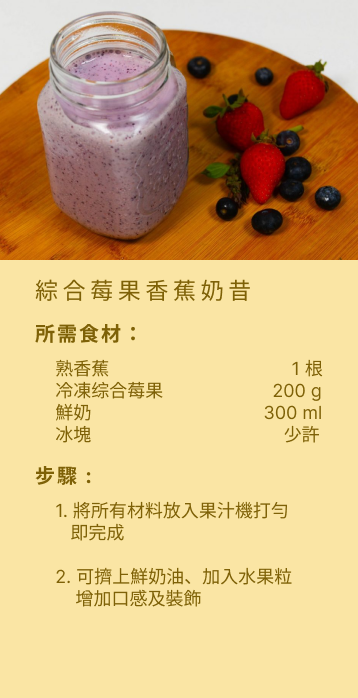 綜合莓果香蕉奶昔
所需食材：
熟香蕉 1 根
冷凍综合莓果 200 g
鮮奶 300 ml
冰塊 少許
步驟：
1. 將所有材料放入果汁機打勻
即完成
2. 可擠上鮮奶油、加入水果粒
增加口感及裝飾